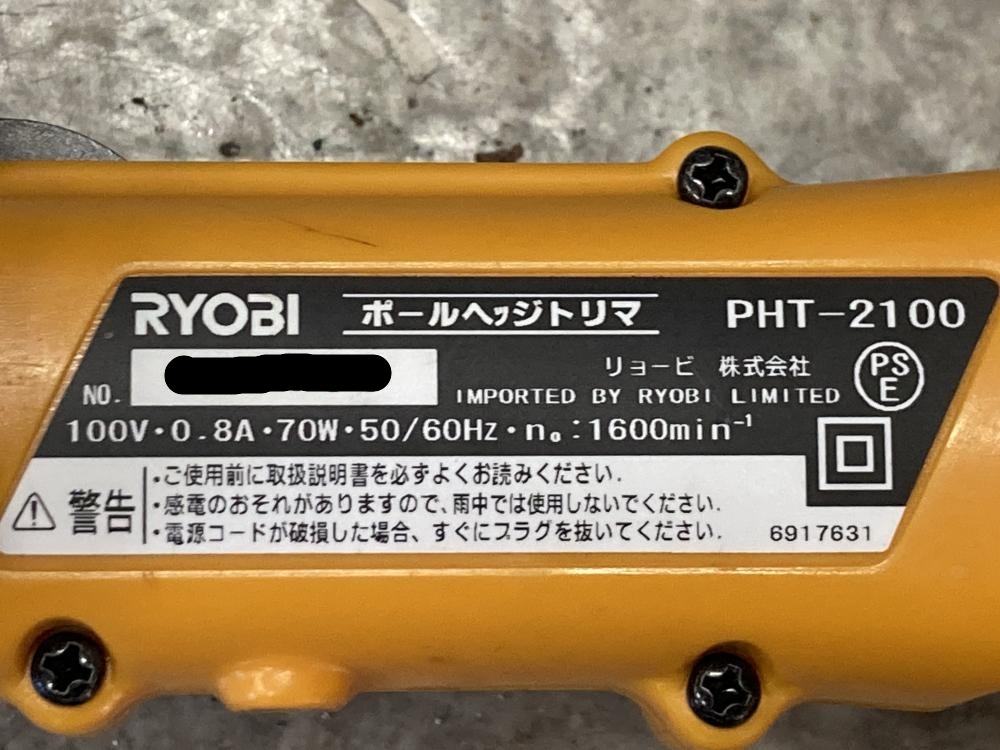 RYOBI ポールヘッジトリマ PHT-2100
リョービ 株式会社
PS
E
NO. IMPORTED BY RYOBI LIMITED
100V・0.8A・70W・50/60Hz・n₀:1600min⁻¹
警告
・ご使用前に取扱説明書を必ずよくお読みください.
・感電のおそれがありますので、雨中では使用しないでください.
・電源コードが破損した場合、すぐにプラグを抜いてください.
6917631